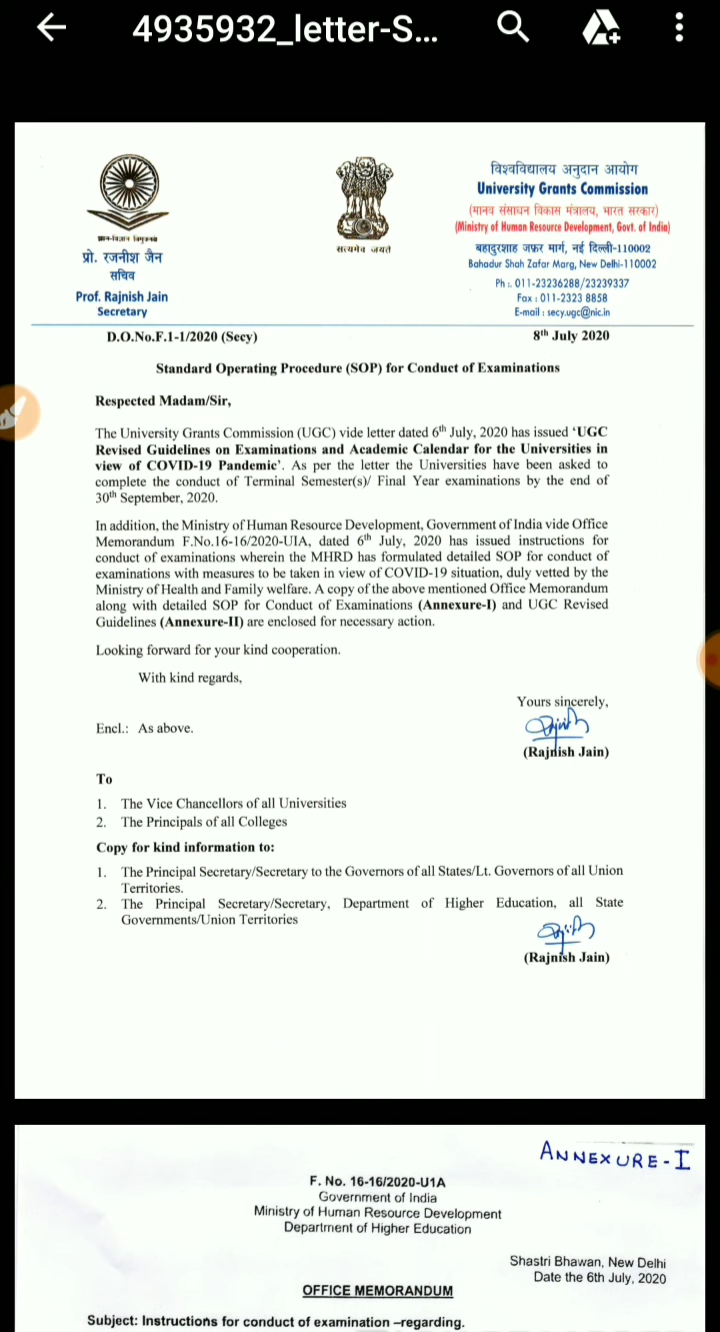 4935932_letter-S...
ज्ञान-विज्ञान विमुक्तये
प्रो. रजनीश जैन
सचिव
Prof. Rajnish Jain
Secretary
सत्यमेव जयते
विश्वविद्यालय अनुदान आयोग
University Grants Commission
(मानव संसाधन विकास मंत्रालय, भारत सरकार)
(Ministry of Human Resource Development, Govt. of India)
बहादुरशाह ज़फ़र मार्ग, नई दिल्ली-110002
Bahadur Shah Zafar Marg, New Delhi-110002
Ph :. 011-23236288/23239337
Fax : 011-2323 8858
E-mail : secy.ugc@nic.in
D.O.No.F.1-1/2020 (Secy)
8th July 2020
Standard Operating Procedure (SOP) for Conduct of Examinations
Respected Madam/Sir,
The University Grants Commission (UGC) vide letter dated 6th July, 2020 has issued ‘UGC
Revised Guidelines on Examinations and Academic Calendar for the Universities in
view of COVID-19 Pandemic’. As per the letter the Universities have been asked to
complete the conduct of Terminal Semester(s)/ Final Year examinations by the end of
30th September, 2020.
In addition, the Ministry of Human Resource Development, Government of India vide Office
Memorandum F.No.16-16/2020-UIA, dated 6th July, 2020 has issued instructions for
conduct of examinations wherein the MHRD has formulated detailed SOP for conduct of
examinations with measures to be taken in view of COVID-19 situation, duly vetted by the
Ministry of Health and Family welfare. A copy of the above mentioned Office Memorandum
along with detailed SOP for Conduct of Examinations (Annexure-I) and UGC Revised
Guidelines (Annexure-II) are enclosed for necessary action.
Looking forward for your kind cooperation.
With kind regards,
Yours sincerely,
Encl.: As above.
(Rajnish Jain)
To
1. The Vice Chancellors of all Universities
2. The Principals of all Colleges
Copy for kind information to:
1. The Principal Secretary/Secretary to the Governors of all States/Lt. Governors of all Union
Territories.
2. The Principal Secretary/Secretary, Department of Higher Education, all State
Governments/Union Territories
(Rajnish Jain)
ANNEXURE-I
F. No. 16-16/2020-U1A
Government of India
Ministry of Human Resource Development
Department of Higher Education
Shastri Bhawan, New Delhi
Date the 6th July, 2020
OFFICE MEMORANDUM
Subject: Instructions for conduct of examination –regarding.